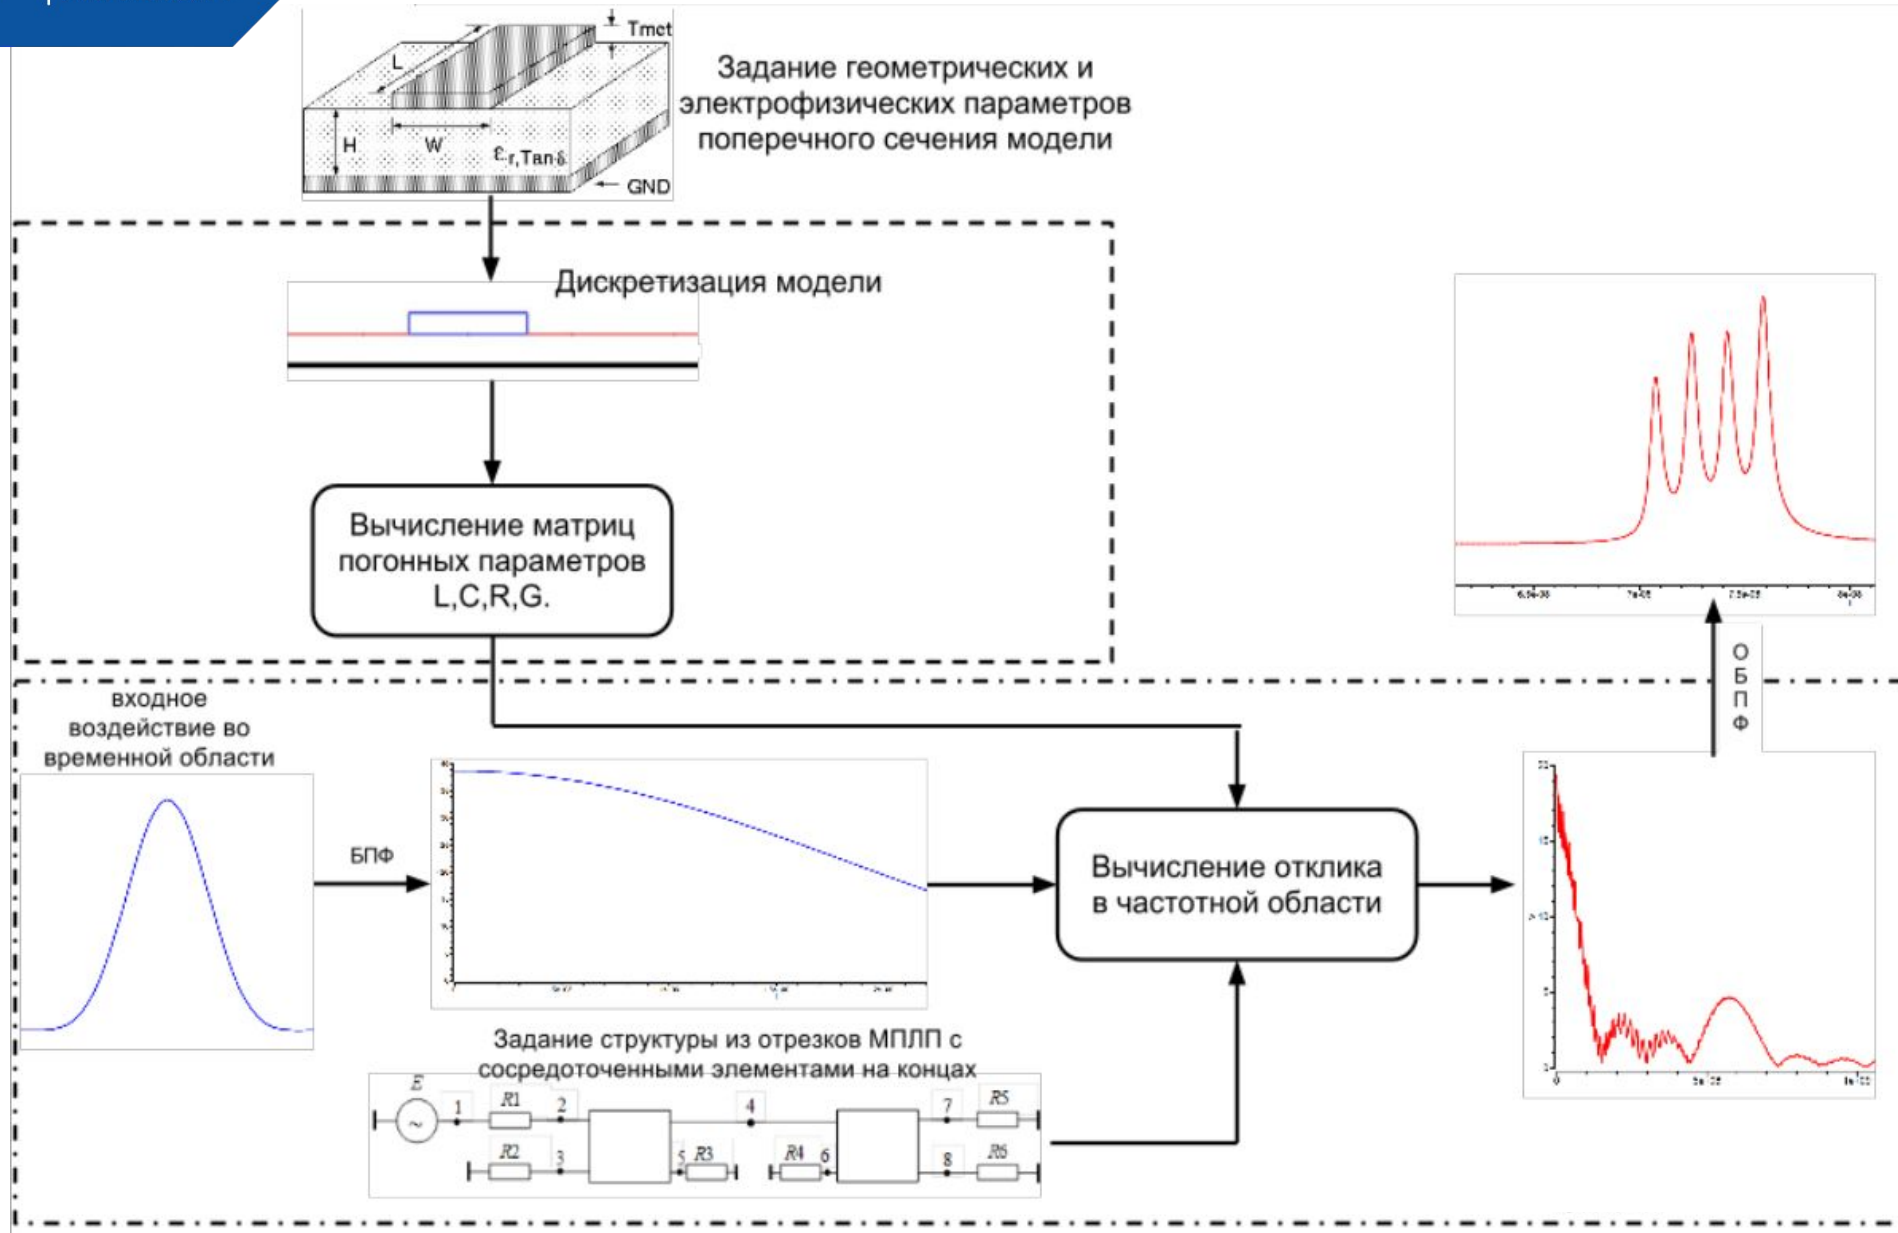 Tmet
L
H
W
εr,Tanδ
GND
Задание геометрических и
электрофизических параметров
поперечного сечения модели
Дискретизация модели
Вычисление матриц
погонных параметров
L,C,R,G.
7e-08
О
Б
П
Ф
входное
воздействие во
временной области
БПФ
Вычисление отклика
в частотной области
Задание структуры из отрезков МПЛП с
сосредоточенными элементами на концах
E
~
1
R1
2
4
7
R5
R2
3
5
R3
R4
6
8
R6